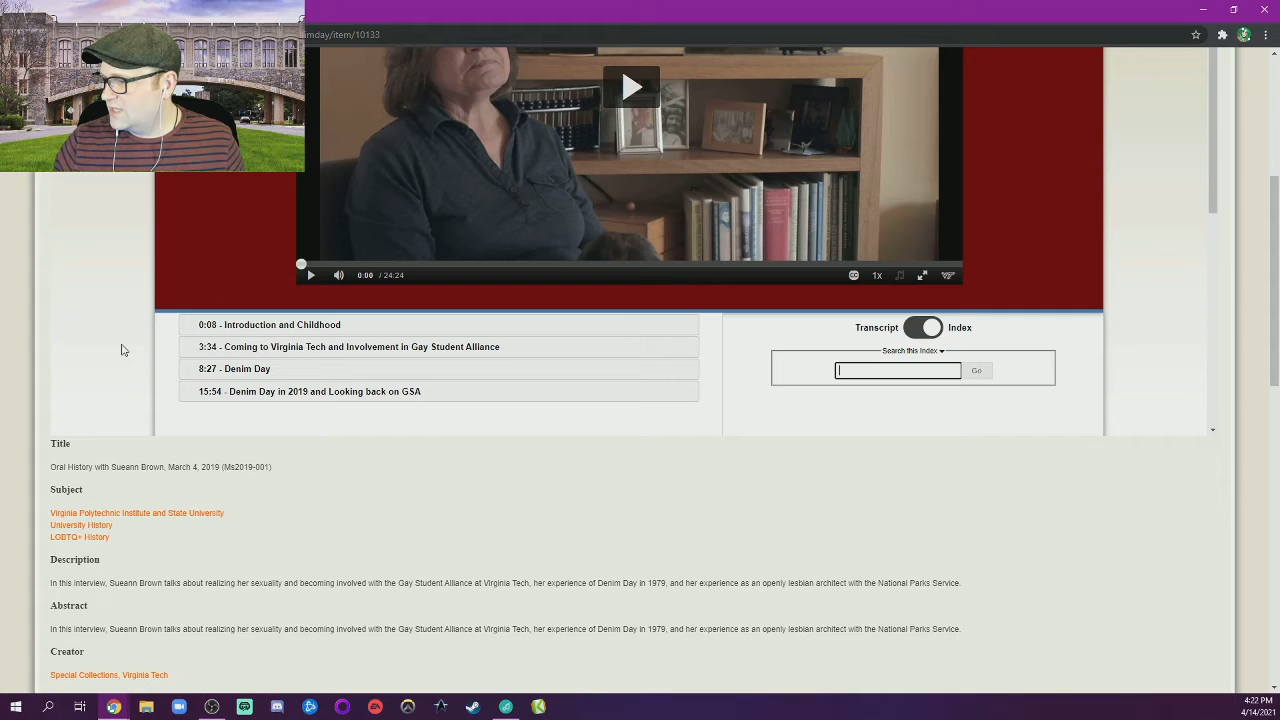 mday/item/10133
0:00 / 24:24
CC
1x
0:08 - Introduction and Childhood
3:34 - Coming to Virginia Tech and Involvement in Gay Student Alliance
8:27 - Denim Day
15:54 - Denim Day in 2019 and Looking back on GSA
Transcript Index
Search this Index
Go
Title
Oral History with Sueann Brown, March 4, 2019 (Ms2019-001)
Subject
Virginia Polytechnic Institute and State University
University History
LGBTQ+ History
Description
In this interview, Sueann Brown talks about realizing her sexuality and becoming involved with the Gay Student Alliance at Virginia Tech, her experience of Denim Day in 1979, and her experience as an openly lesbian architect with the National Parks Service.
Abstract
In this interview, Sueann Brown talks about realizing her sexuality and becoming involved with the Gay Student Alliance at Virginia Tech, her experience of Denim Day in 1979, and her experience as an openly lesbian architect with the National Parks Service.
Creator
Special Collections, Virginia Tech
4:22 PM
4/14/2021